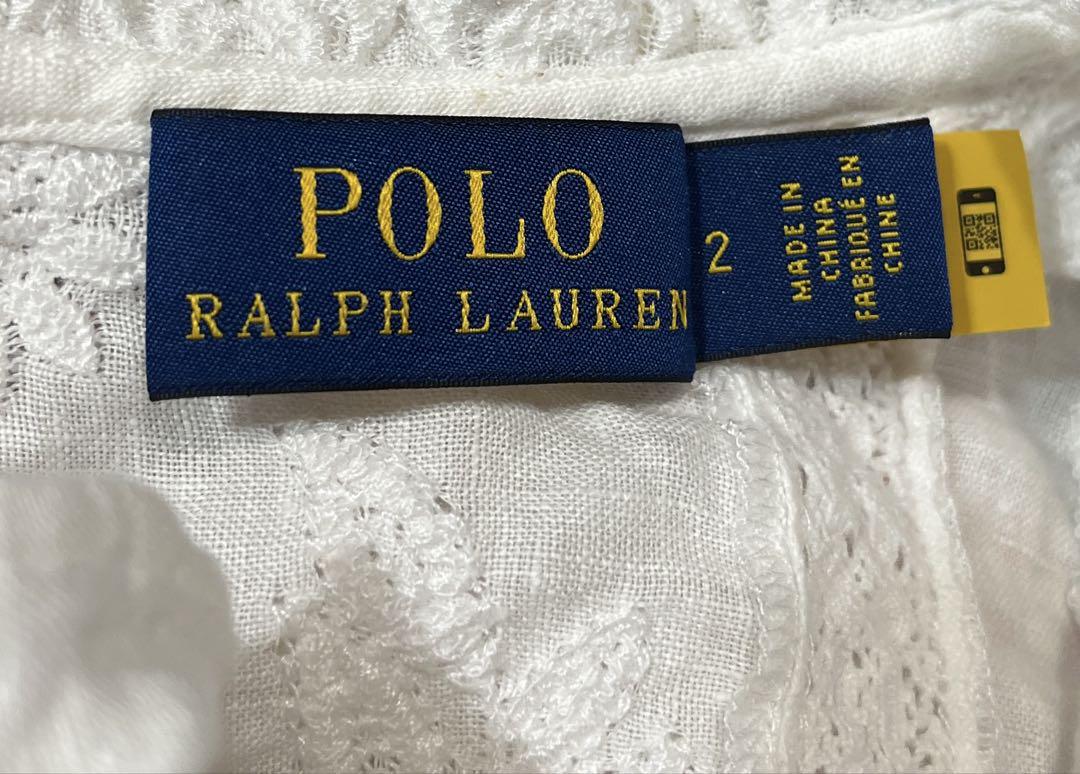 POLO
RALPH LAUREN
2
MADE IN
CHINA
FABRIQUÉ EN
CHINE